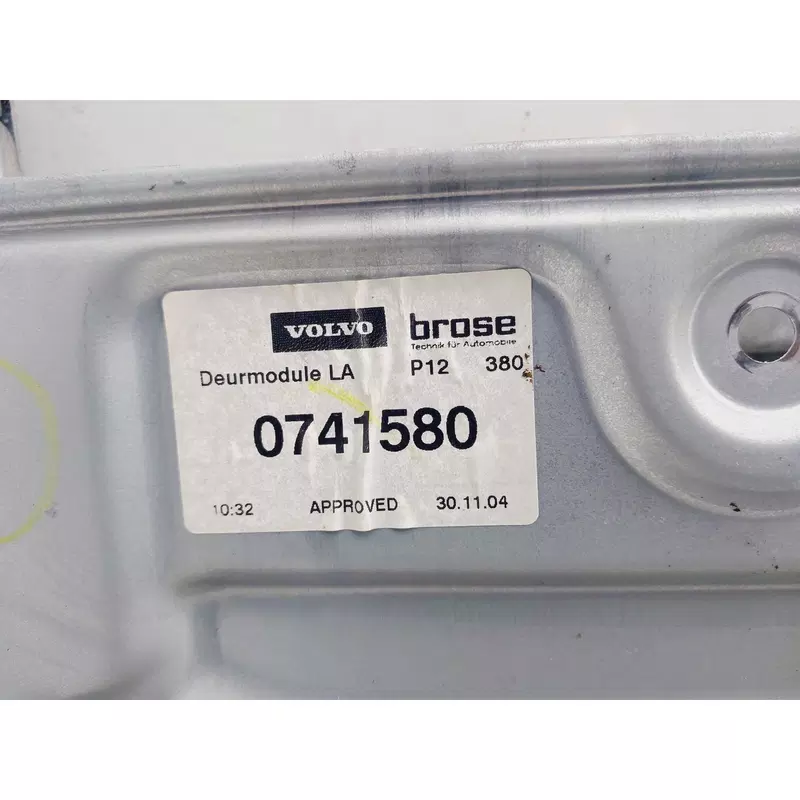 VOLVO brose
Technik für Automobile
Deurmodule LA P12 380
0741580
10:32 APPROVED 30.11.04